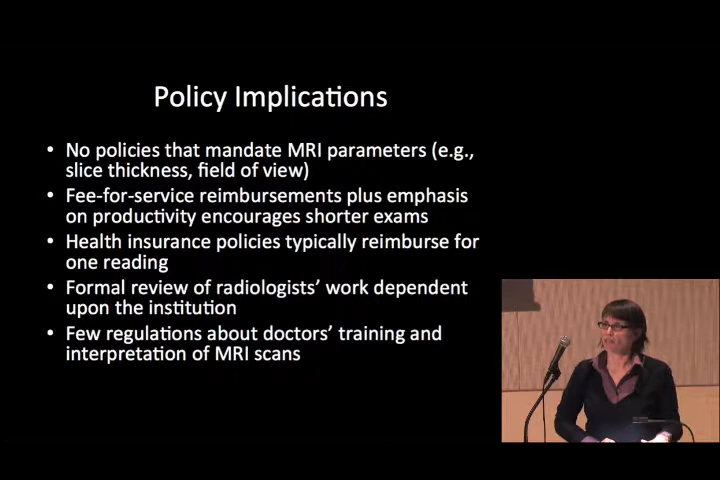 Policy Implications
• No policies that mandate MRI parameters (e.g.,
slice thickness, field of view)
• Fee-for-service reimbursements plus emphasis
on productivity encourages shorter exams
• Health insurance policies typically reimburse for
one reading
• Formal review of radiologists’ work dependent
upon the institution
• Few regulations about doctors’ training and
interpretation of MRI scans